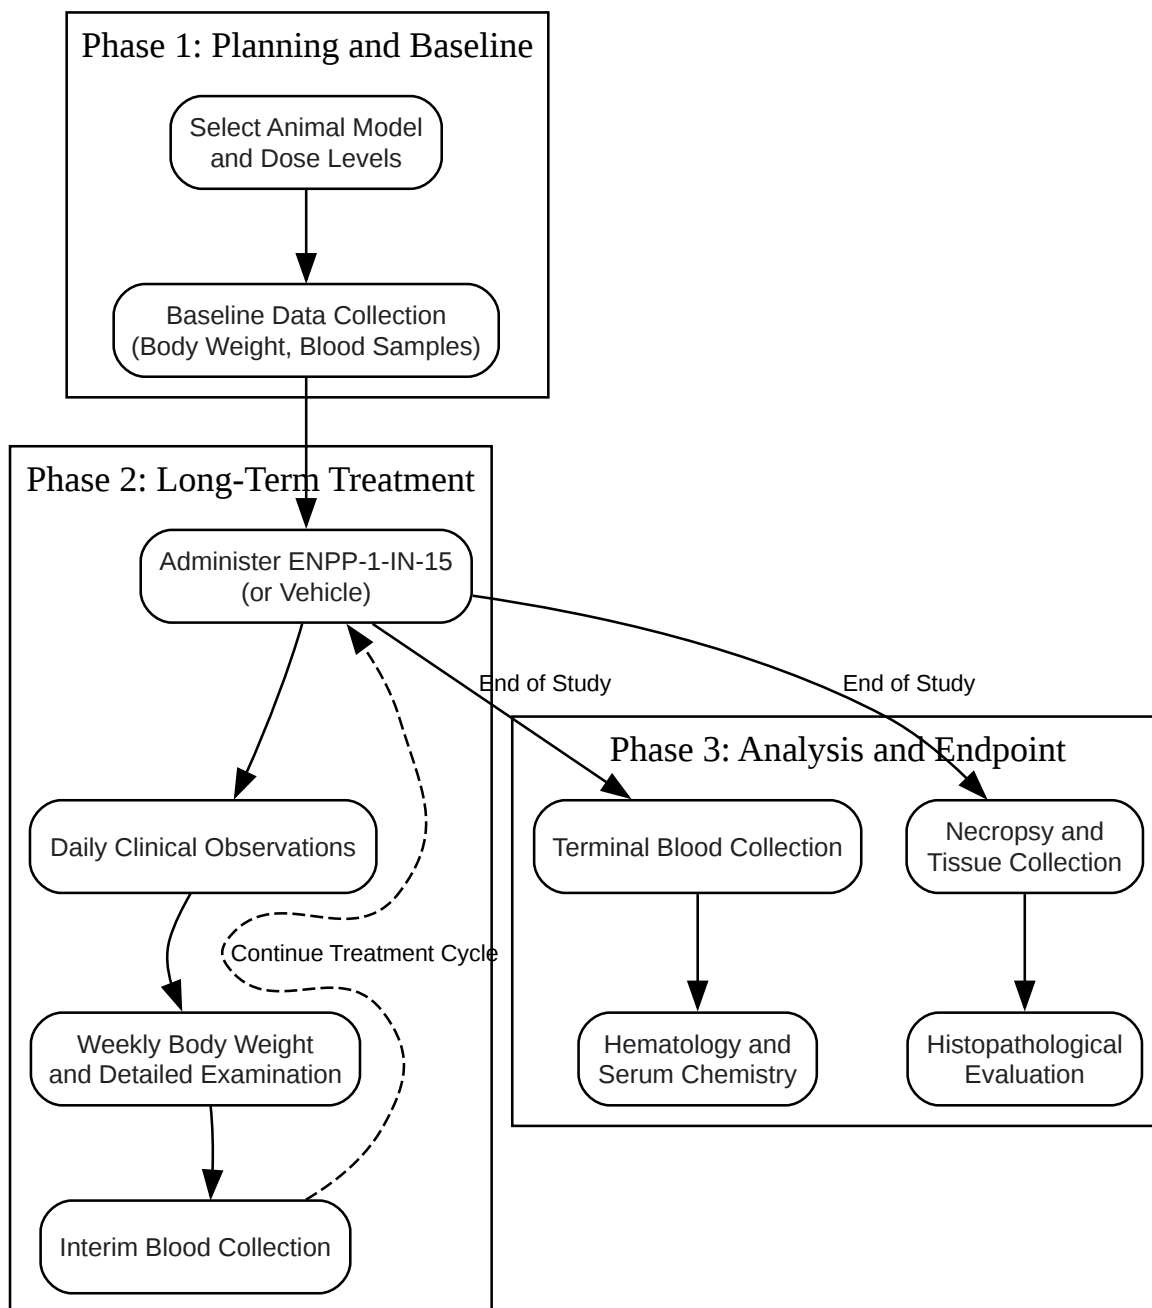 Phase 1: Planning and Baseline
Select Animal Model
and Dose Levels
Baseline Data Collection
(Body Weight, Blood Samples)
Phase 2: Long-Term Treatment
Administer ENPP-1-IN-15
(or Vehicle)
End of Study
End of Study
Phase 3: Analysis and Endpoint
Daily Clinical Observations
Terminal Blood Collection
Necropsy and
Tissue Collection
Continue Treatment Cycle
Weekly Body Weight
and Detailed Examination
Hematology and
Serum Chemistry
Histopathological
Evaluation
Interim Blood Collection